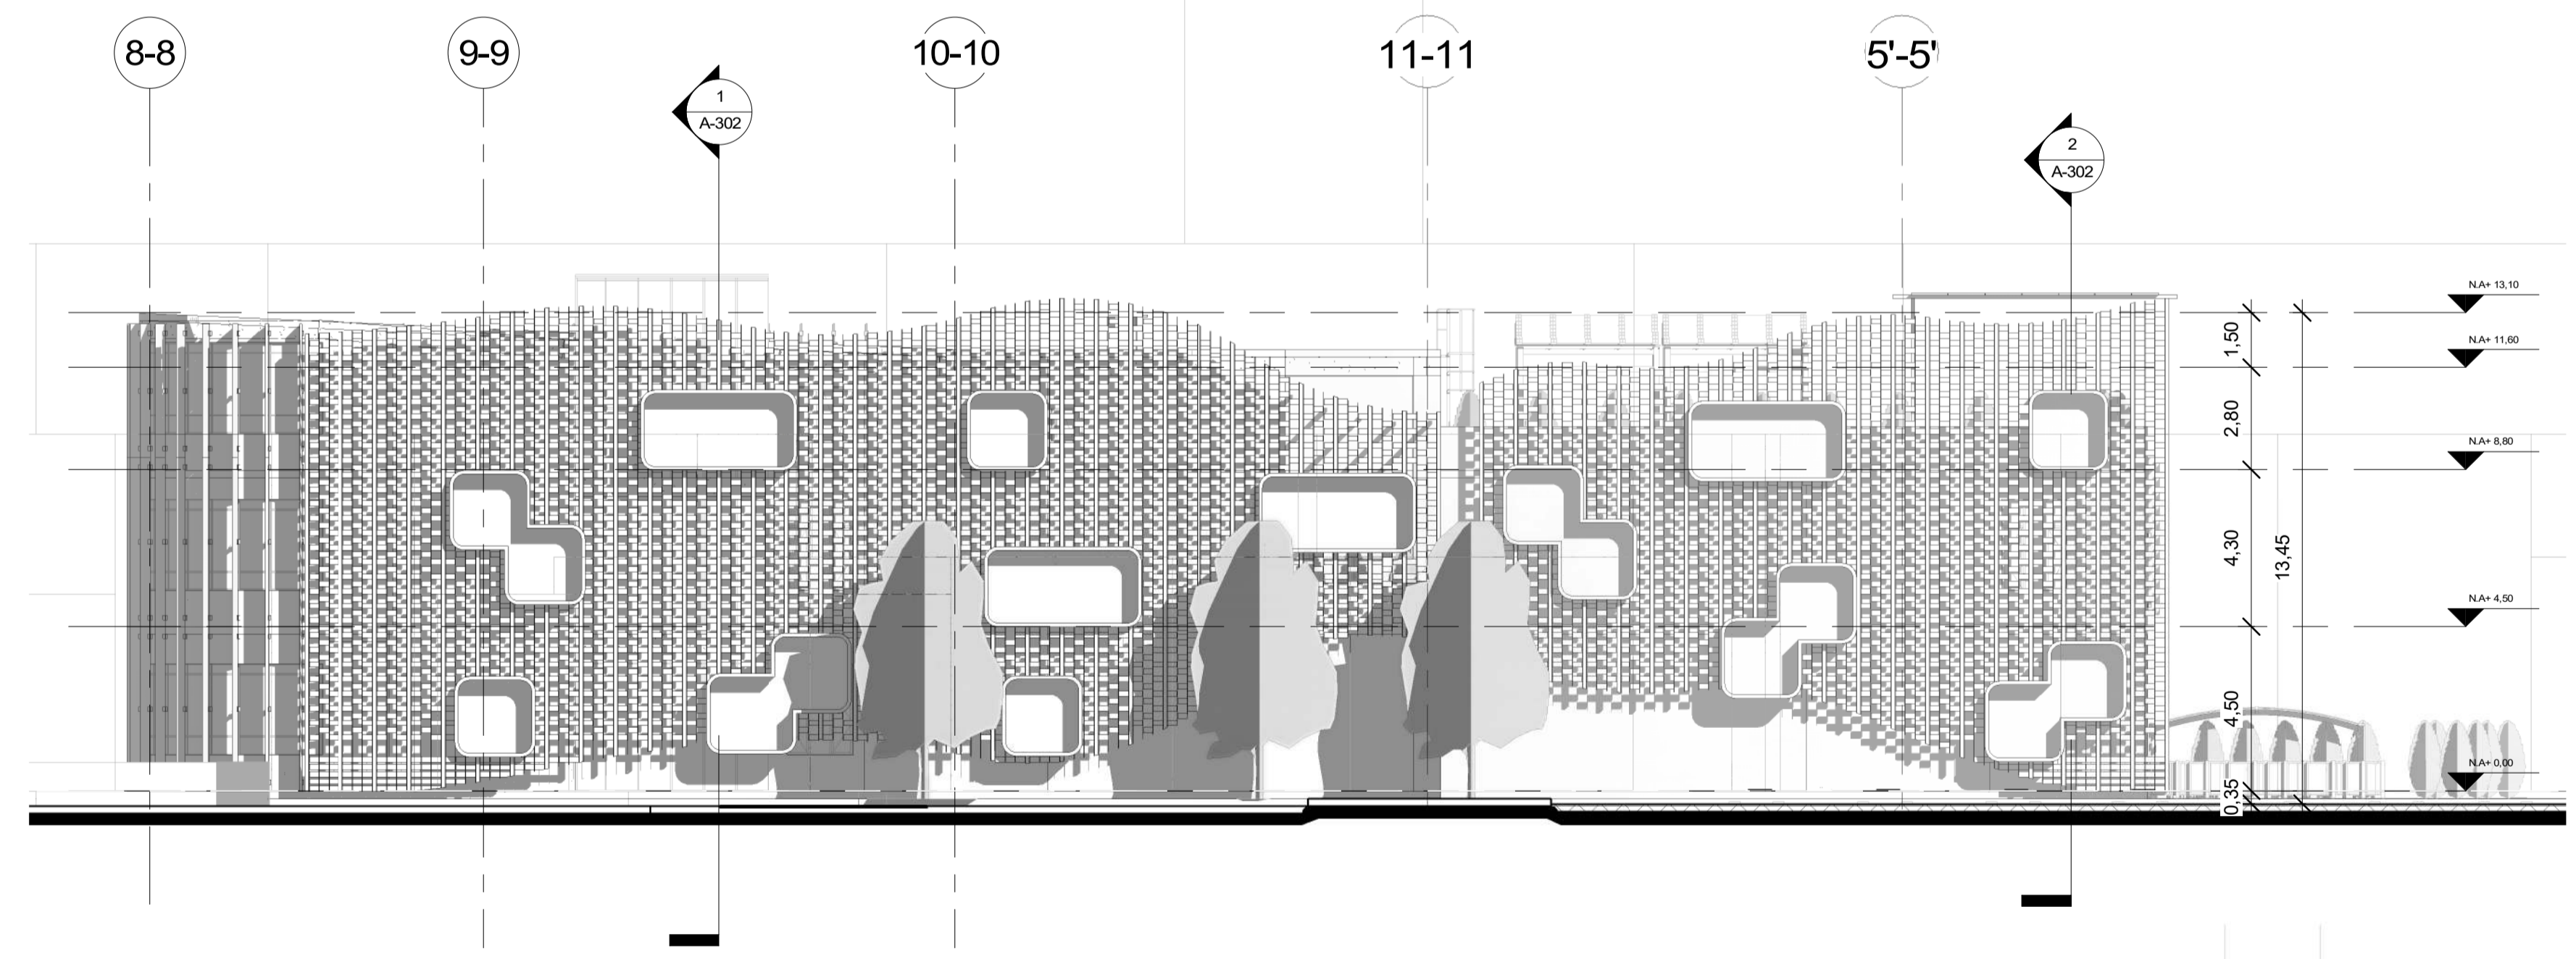 8-8
9-9
10-10
11-11
5'-5'
1
A-302
2
A-302
N.A+ 13,10
1,50
N.A+ 11,60
2,80
N.A+ 8,80
4,30
13,45
N.A+ 4,50
4,50
N.A+ 0,00
0,35